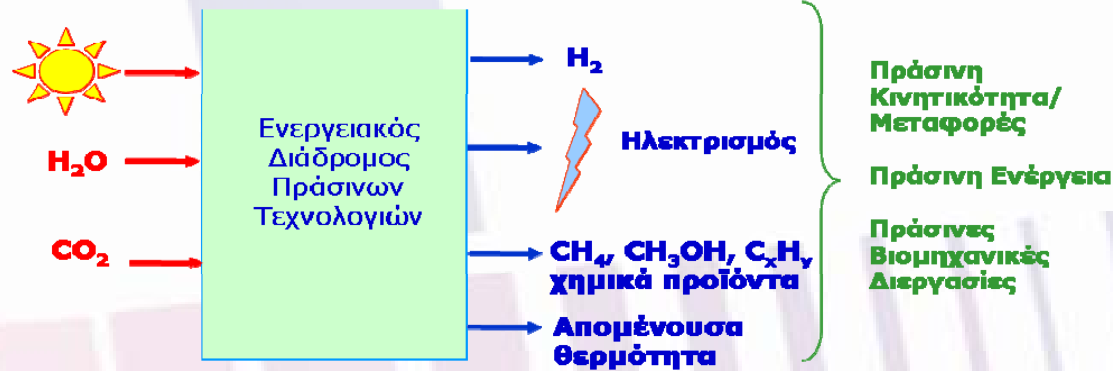 H₂O
CO₂
Ενεργειακός
Διάδρομος
Πράσινων
Τεχνολογιών
H₂
Ηλεκτρισμός
CH₄, CH₃OH, CₓHᵧ
χημικά προϊόντα
Απομένουσα
θερμότητα
Πράσινη
Κινητικότητα/
Μεταφορές
Πράσινη Ενέργεια
Πράσινες
Βιομηχανικές
Διεργασίες